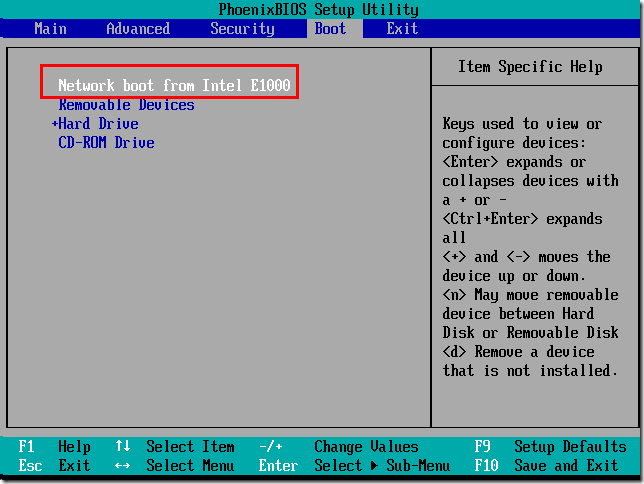 PhoenixBIOS Setup Utility
Main Advanced Security Boot Exit
Network boot from Intel E1000
Removable Devices
+Hard Drive
CD-ROM Drive
Item Specific Help
Keys used to view or
configure devices:
<Enter> expands or
collapses devices with
a + or -
<Ctrl+Enter> expands
all
<+> and <-> moves the
device up or down.
<n> May move removable
device between Hard
Disk or Removable Disk
<d> Remove a device
that is not installed.
F1 Help ↑↓ Select Item -/+ Change Values F9 Setup Defaults
Esc Exit ↔ Select Menu Enter Select ▶ Sub-Menu F10 Save and Exit